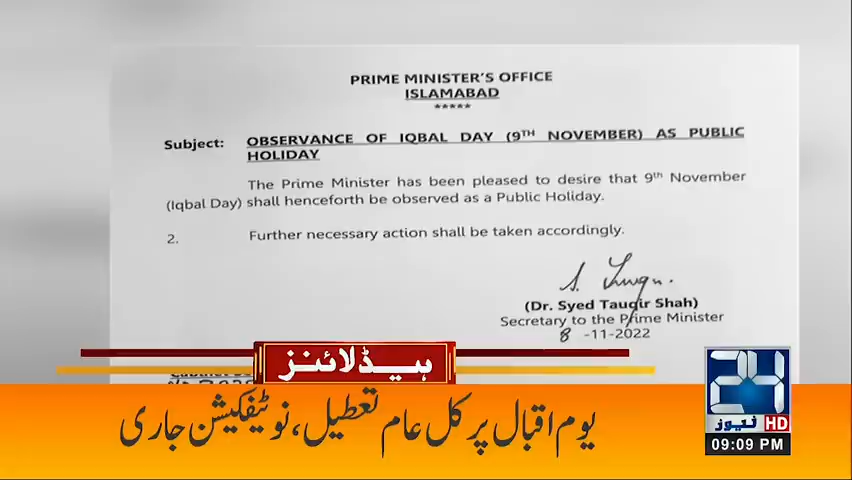 PRIME MINISTER'S OFFICE
ISLAMABAD
*****
Subject: OBSERVANCE OF IQBAL DAY (9TH NOVEMBER) AS PUBLIC
HOLIDAY
The Prime Minister has been pleased to desire that 9th November
(Iqbal Day) shall henceforth be observed as a Public Holiday.
2. Further necessary action shall be taken accordingly.
(Dr. Syed Tauqir Shah)
Secretary to the Prime Minister
8 -11-2022
ہیڈلائنز
یوم اقبال پر کل عام تعطیل، نوٹیفکیشن جاری
24
نیوز HD
09:09 PM